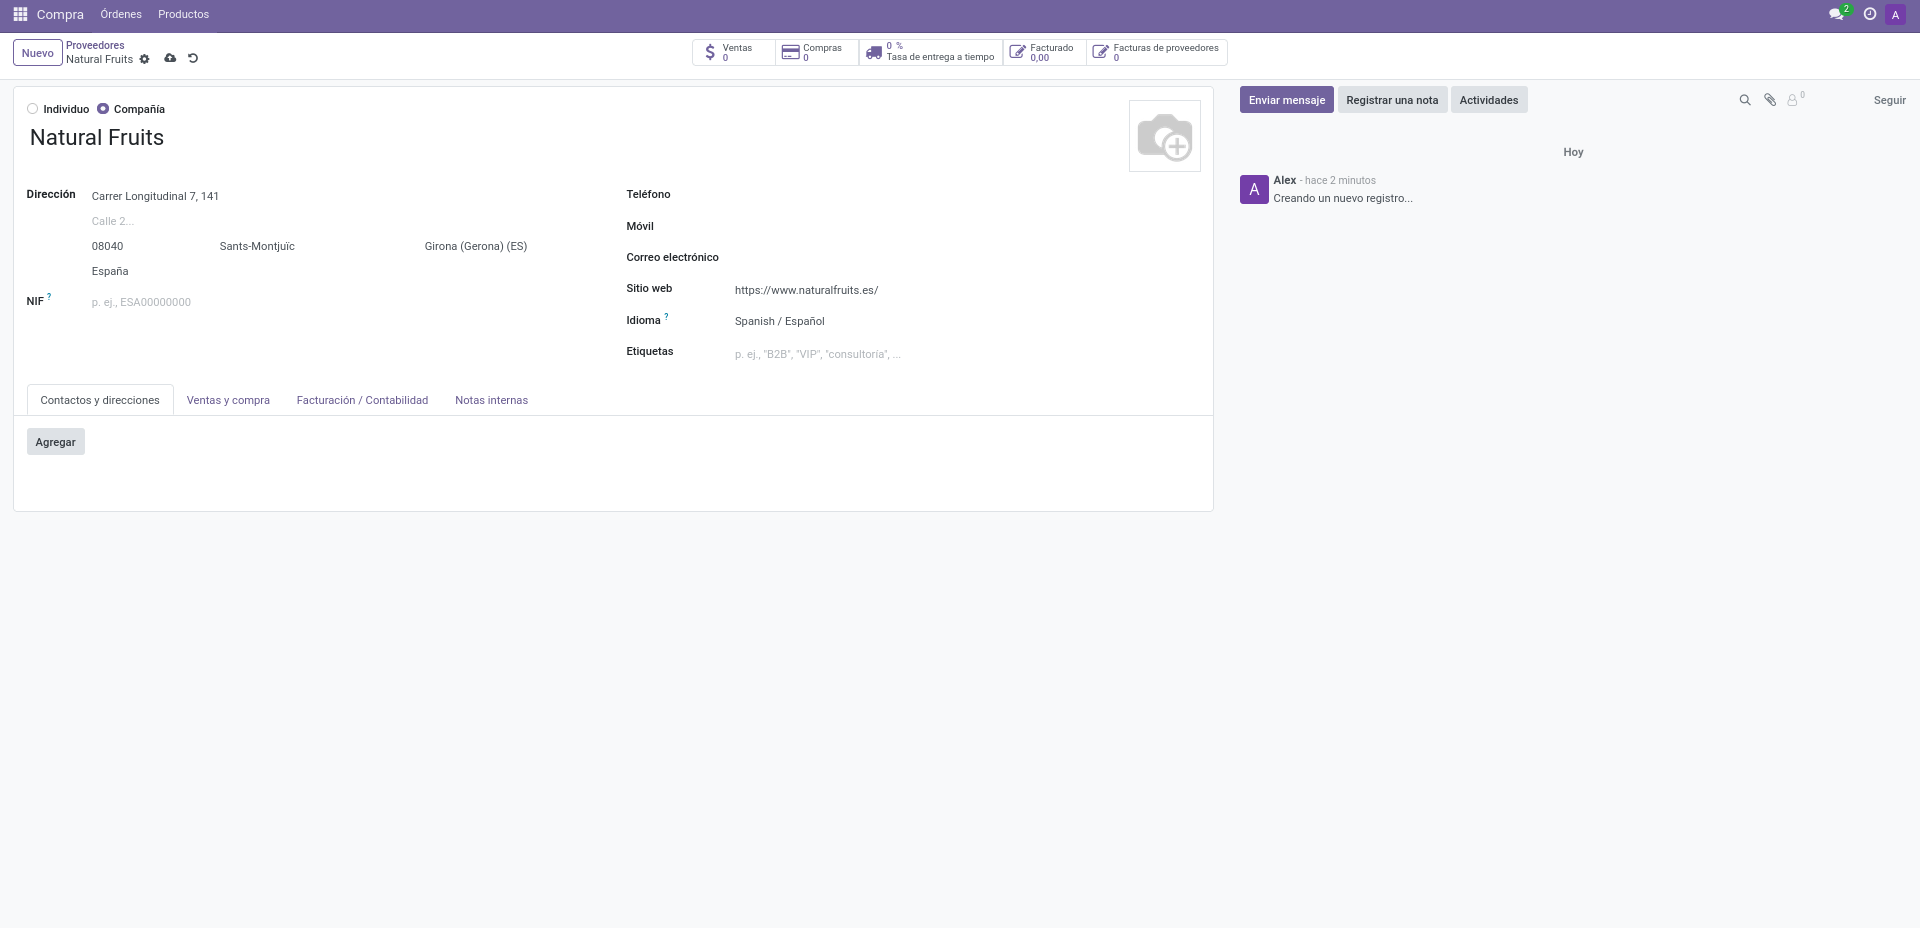 Compra Órdenes Productos 2 A
Nuevo
Proveedores
Natural Fruits
Ventas
0
Compras
0
0 %
Tasa de entrega a tiempo
Facturado
0,00
Facturas de proveedores
0
Individuo Compañía
Natural Fruits
Dirección Carrer Longitudinal 7, 141
Calle 2...
08040 Sants-Montjuïc Girona (Gerona) (ES)
España
NIF ? p. ej., ESA00000000
Teléfono
Móvil
Correo electrónico
Sitio web https://www.naturalfruits.es/
Idioma ? Spanish / Español
Etiquetas p. ej., "B2B", "VIP", "consultoría", ...
Contactos y direcciones Ventas y compra Facturación / Contabilidad Notas internas
Agregar
Enviar mensaje Registrar una nota Actividades 0 Seguir
Hoy
A
Alex - hace 2 minutos
Creando un nuevo registro...